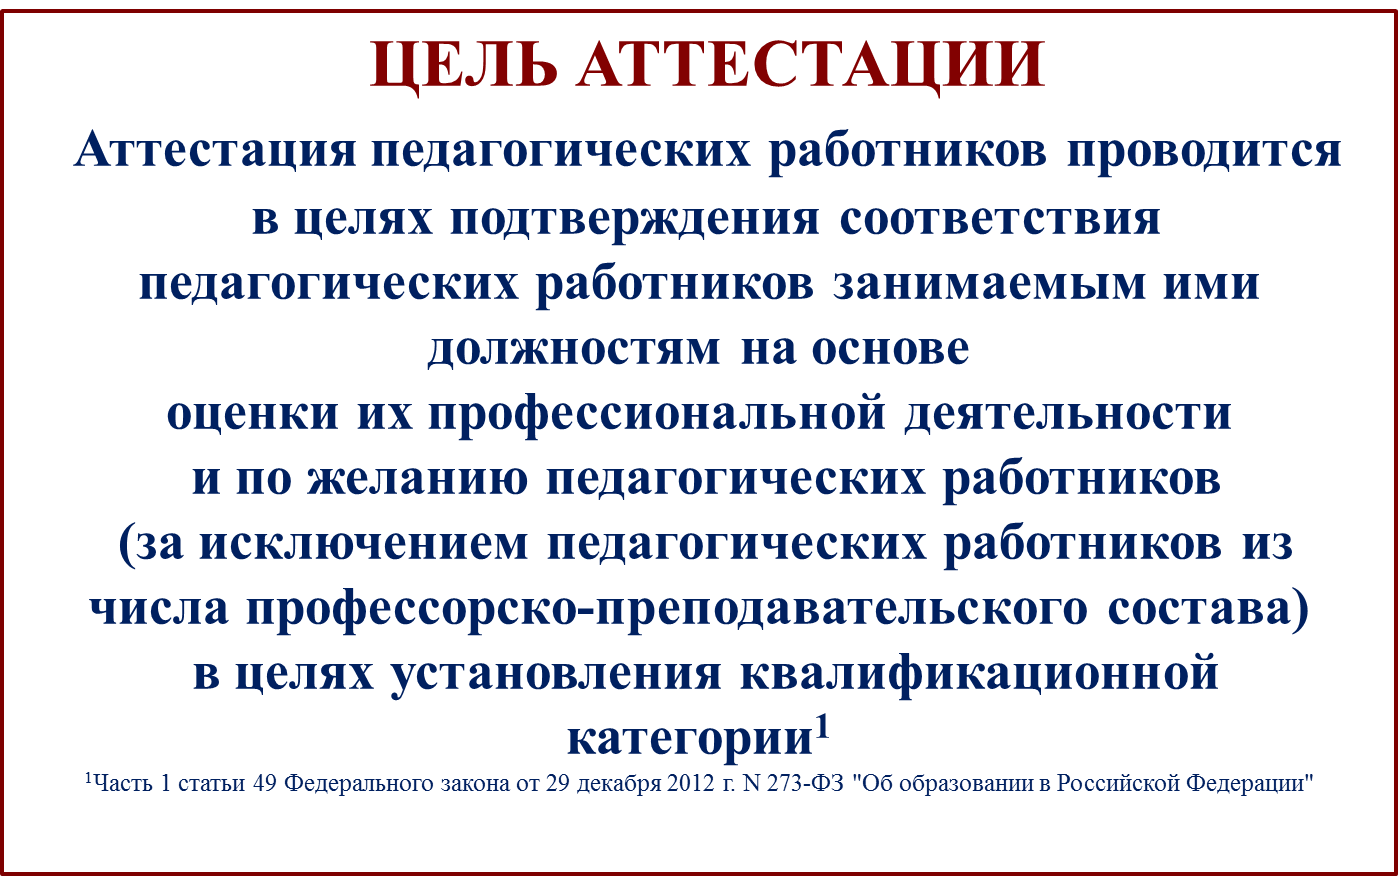 ЦЕЛЬ АТТЕСТАЦИИ
Аттестация педагогических работников проводится
в целях подтверждения соответствия
педагогических работников занимаемым ими
должностям на основе
оценки их профессиональной деятельности
и по желанию педагогических работников
(за исключением педагогических работников из
числа профессорско-преподавательского состава)
в целях установления квалификационной
категории¹
¹Часть 1 статьи 49 Федерального закона от 29 декабря 2012 г. N 273-ФЗ "Об образовании в Российской Федерации"